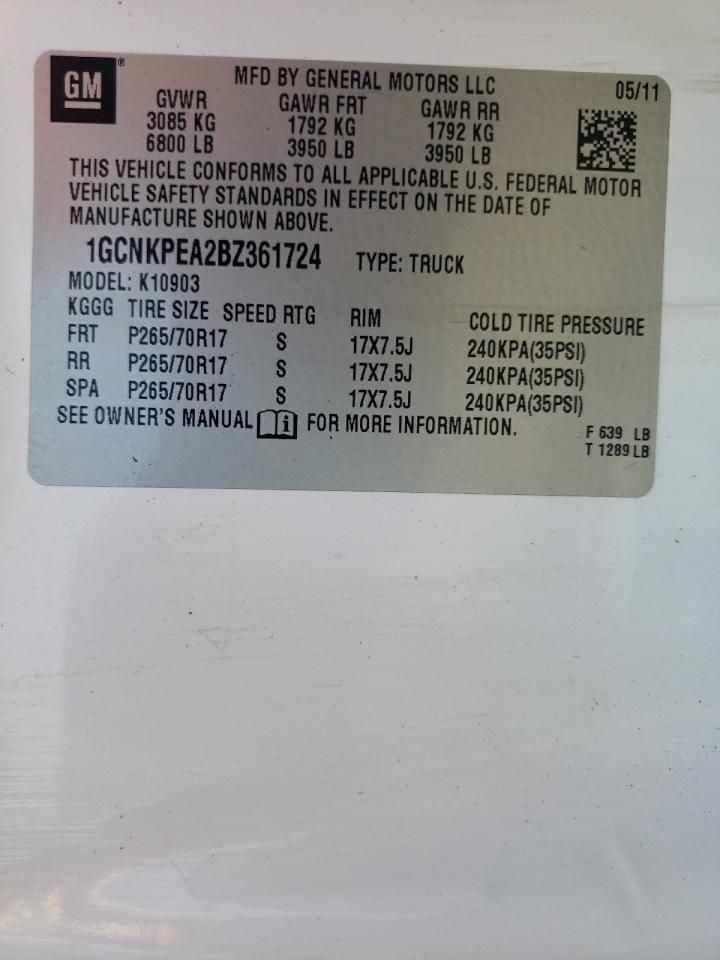 GM®
MFD BY GENERAL MOTORS LLC 05/11
GVWR GAWR FRT GAWR RR
3085 KG 1792 KG 1792 KG
6800 LB 3950 LB 3950 LB
THIS VEHICLE CONFORMS TO ALL APPLICABLE U.S. FEDERAL MOTOR
VEHICLE SAFETY STANDARDS IN EFFECT ON THE DATE OF
MANUFACTURE SHOWN ABOVE.
1GCNKPEA2BZ361724 TYPE: TRUCK
MODEL: K10903
KGGG TIRE SIZE SPEED RTG RIM COLD TIRE PRESSURE
FRT P265/70R17 S 17X7.5J 240KPA(35PSI)
RR P265/70R17 S 17X7.5J 240KPA(35PSI)
SPA P265/70R17 S 17X7.5J 240KPA(35PSI)
SEE OWNER'S MANUAL i FOR MORE INFORMATION.
F 639 LB
T 1289 LB